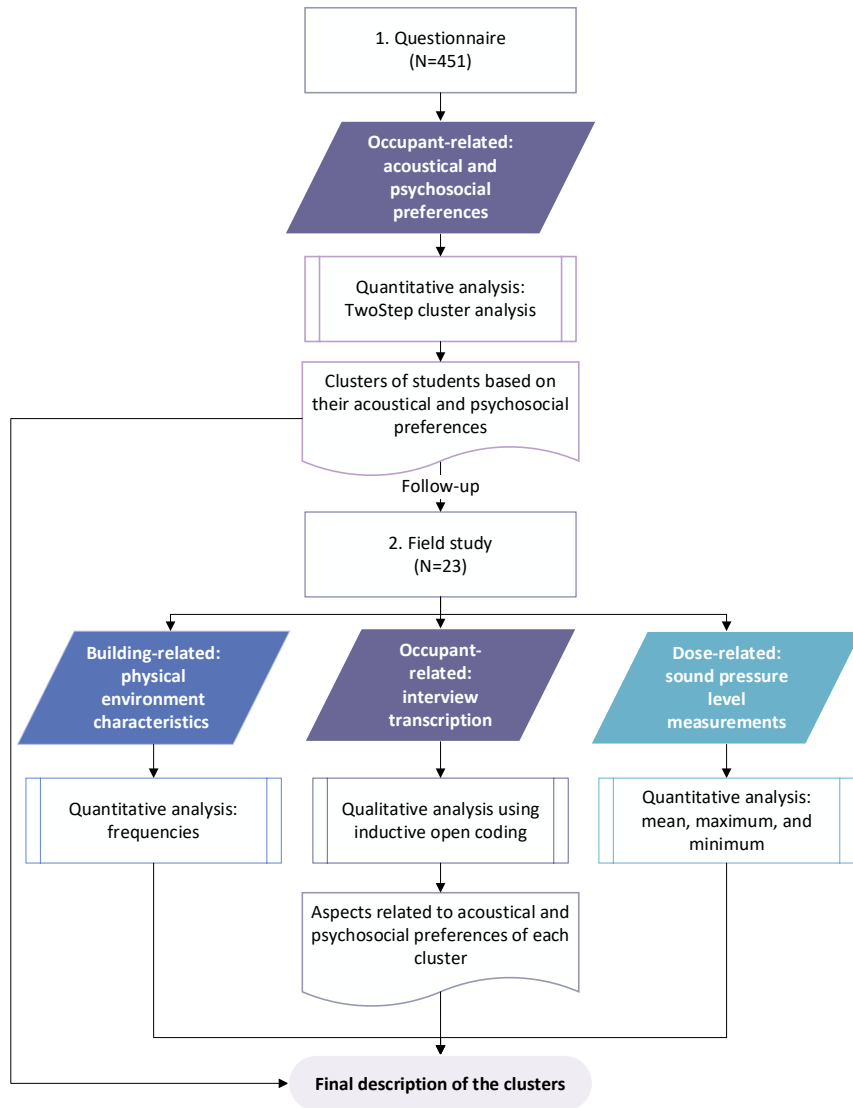 1. Questionnaire
(N=451)
Occupant-related:
acoustical and
psychosocial
preferences
Quantitative analysis:
TwoStep cluster analysis
Clusters of students based on
their acoustical and psychosocial
preferences
Follow-up
2. Field study
(N=23)
Building-related:
physical
environment
characteristics
Occupant-
related:
interview
transcription
Dose-related:
sound pressure
level
measurements
Quantitative analysis:
frequencies
Qualitative analysis using
inductive open coding
Quantitative analysis:
mean, maximum, and
minimum
Aspects related to acoustical and
psychosocial preferences of each
cluster
Final description of the clusters